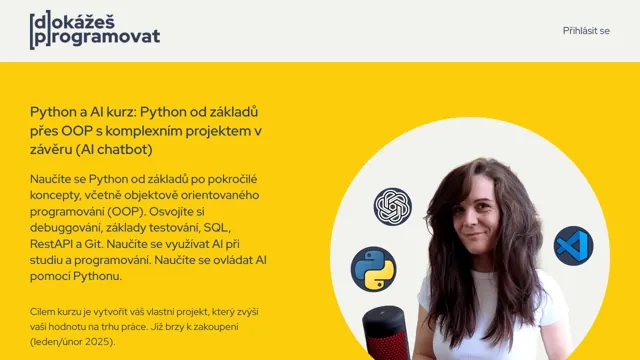 [d]okážeš
[p]rogramovat
Přihlásit se
Python a AI kurz: Python od základů
přes OOP s komplexním projektem v
závěru (AI chatbot)
Naučíte se Python od základů po pokročilé
koncepty, včetně objektově orientovaného
programování (OOP). Osvojíte si
debuggování, základy testování, SQL,
RestAPI a Git. Naučíte se využívat AI při
studiu a programování. Naučíte se ovládat AI
pomocí Pythonu.
Cílem kurzu je vytvořit váš vlastní projekt, který zvýší
vaši hodnotu na trhu práce. Již brzy k zakoupení
(leden/únor 2025).